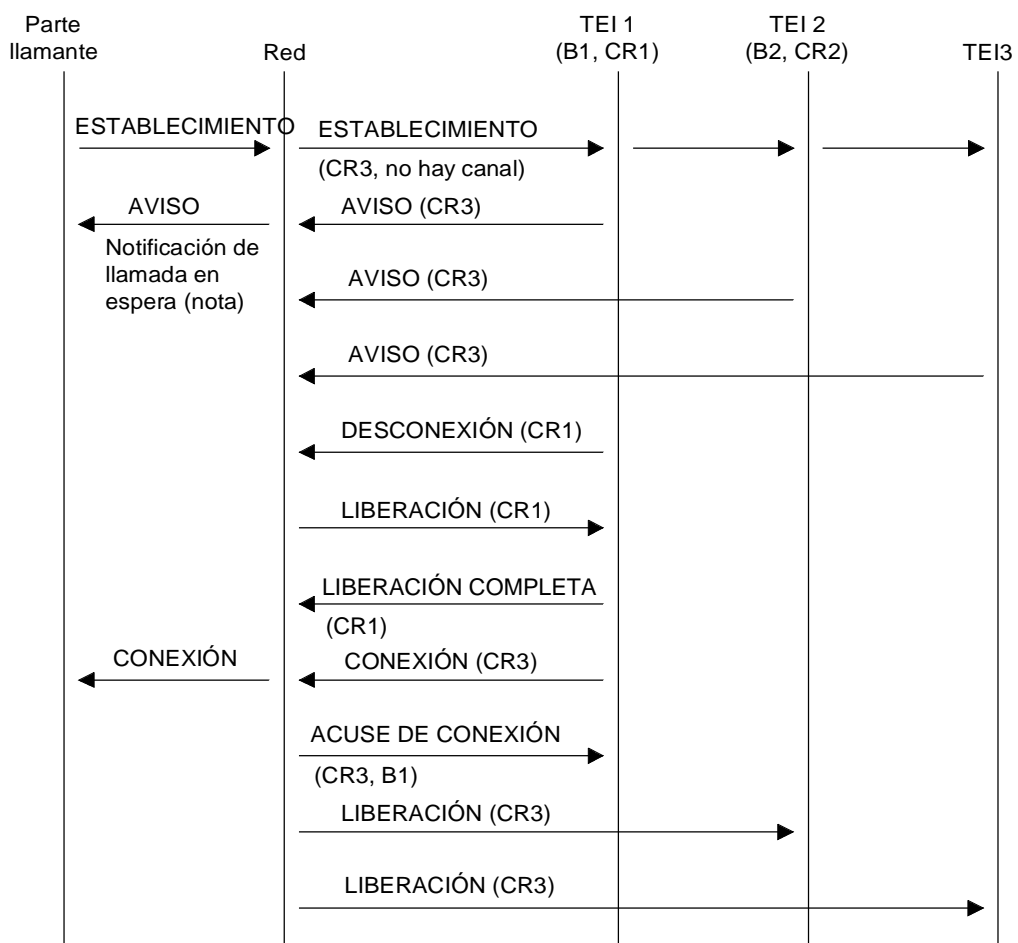 Parte
llamante
Red
TEI 1
(B1, CR1)
TEI 2
(B2, CR2)
TEI3
ESTABLECIMIENTO
ESTABLECIMIENTO
(CR3, no hay canal)
AVISO
AVISO (CR3)
Notificación de
llamada en
espera (nota)
AVISO (CR3)
AVISO (CR3)
DESCONEXIÓN (CR1)
LIBERACIÓN (CR1)
LIBERACIÓN COMPLETA
(CR1)
CONEXIÓN
CONEXIÓN (CR3)
ACUSE DE CONEXIÓN
(CR3, B1)
LIBERACIÓN (CR3)
LIBERACIÓN (CR3)